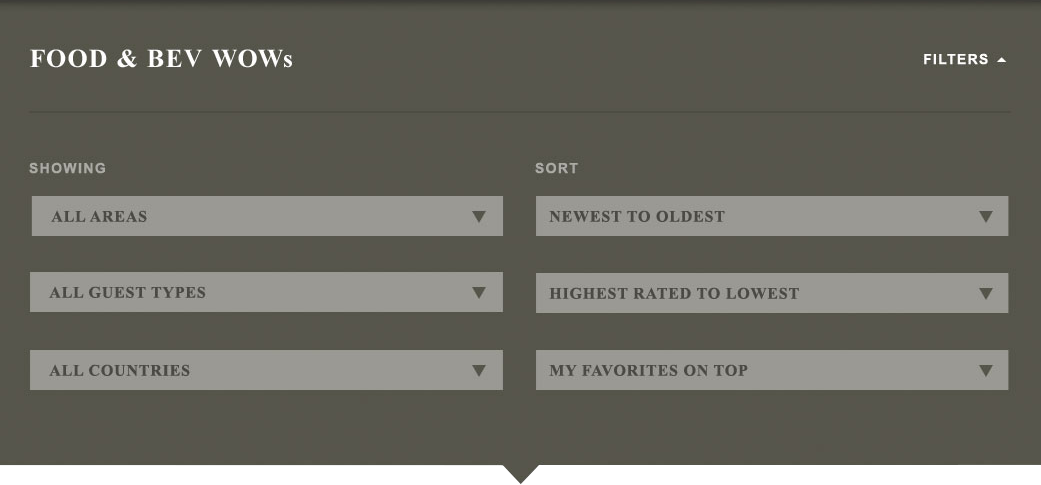 FOOD & BEV WOWs
FILTERS
SHOWING
ALL AREAS
ALL GUEST TYPES
ALL COUNTRIES
SORT
NEWEST TO OLDEST
HIGHEST RATED TO LOWEST
MY FAVORITES ON TOP